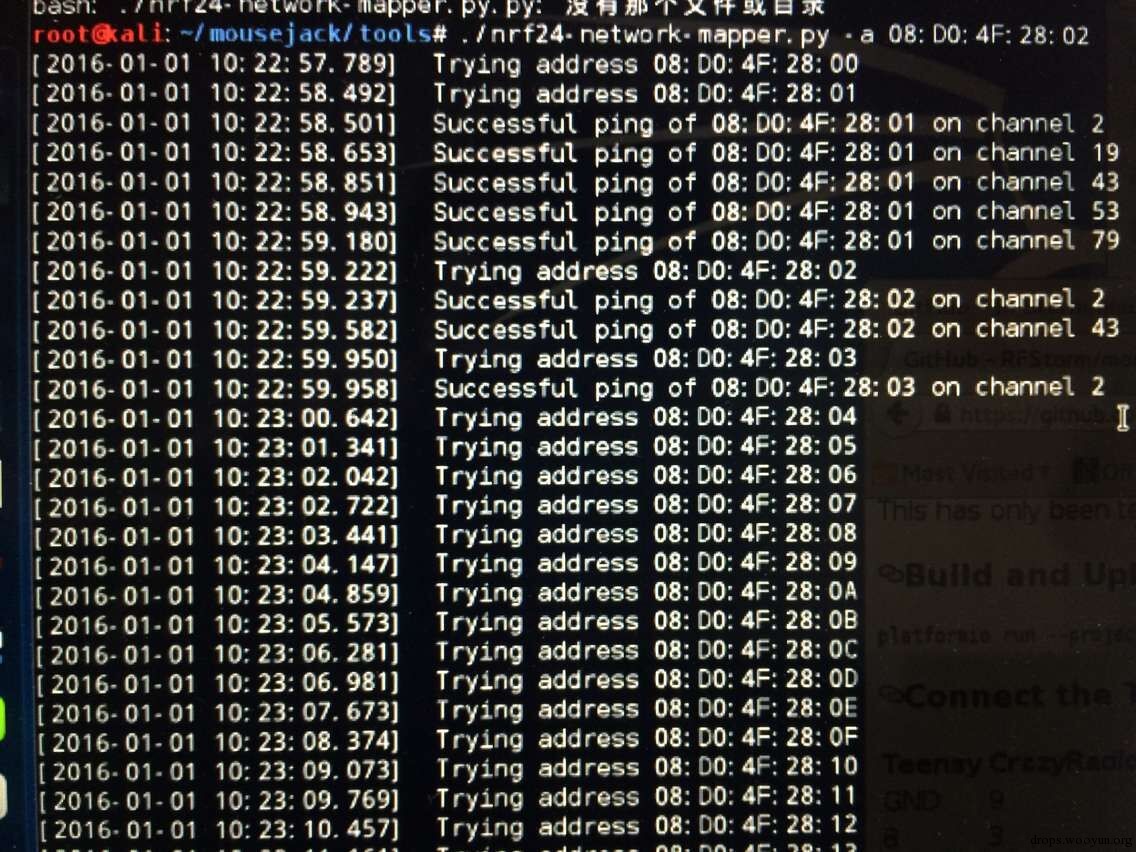 bash: ./nrf24-network-mapper.py.py: 没有那个文件或目录
root@kali:~/mousejack/tools# ./nrf24-network-mapper.py -a 08:D0:4F:28:02
[2016-01-01 10:22:57.789] Trying address 08:D0:4F:28:00
[2016-01-01 10:22:58.492] Trying address 08:D0:4F:28:01
[2016-01-01 10:22:58.501] Successful ping of 08:D0:4F:28:01 on channel 2
[2016-01-01 10:22:58.653] Successful ping of 08:D0:4F:28:01 on channel 19
[2016-01-01 10:22:58.851] Successful ping of 08:D0:4F:28:01 on channel 43
[2016-01-01 10:22:58.943] Successful ping of 08:D0:4F:28:01 on channel 53
[2016-01-01 10:22:59.180] Successful ping of 08:D0:4F:28:01 on channel 79
[2016-01-01 10:22:59.222] Trying address 08:D0:4F:28:02
[2016-01-01 10:22:59.237] Successful ping of 08:D0:4F:28:02 on channel 2
[2016-01-01 10:22:59.582] Successful ping of 08:D0:4F:28:02 on channel 43
[2016-01-01 10:22:59.950] Trying address 08:D0:4F:28:03
[2016-01-01 10:22:59.958] Successful ping of 08:D0:4F:28:03 on channel 2
[2016-01-01 10:23:00.642] Trying address 08:D0:4F:28:04
[2016-01-01 10:23:01.341] Trying address 08:D0:4F:28:05
[2016-01-01 10:23:02.042] Trying address 08:D0:4F:28:06
[2016-01-01 10:23:02.722] Trying address 08:D0:4F:28:07
[2016-01-01 10:23:03.441] Trying address 08:D0:4F:28:08
[2016-01-01 10:23:04.147] Trying address 08:D0:4F:28:09
[2016-01-01 10:23:04.859] Trying address 08:D0:4F:28:0A
[2016-01-01 10:23:05.573] Trying address 08:D0:4F:28:0B
[2016-01-01 10:23:06.281] Trying address 08:D0:4F:28:0C
[2016-01-01 10:23:06.981] Trying address 08:D0:4F:28:0D
[2016-01-01 10:23:07.673] Trying address 08:D0:4F:28:0E
[2016-01-01 10:23:08.374] Trying address 08:D0:4F:28:0F
[2016-01-01 10:23:09.073] Trying address 08:D0:4F:28:10
[2016-01-01 10:23:09.769] Trying address 08:D0:4F:28:11
[2016-01-01 10:23:10.457] Trying address 08:D0:4F:28:12
GitHub - RFStorm/mo
https://github.
Most Visited
This has only been te
Build and Upl
platformio run --projec
Connect the T
Teensy CrazyRadio
GND 9
8 3
drops.wooyun.org